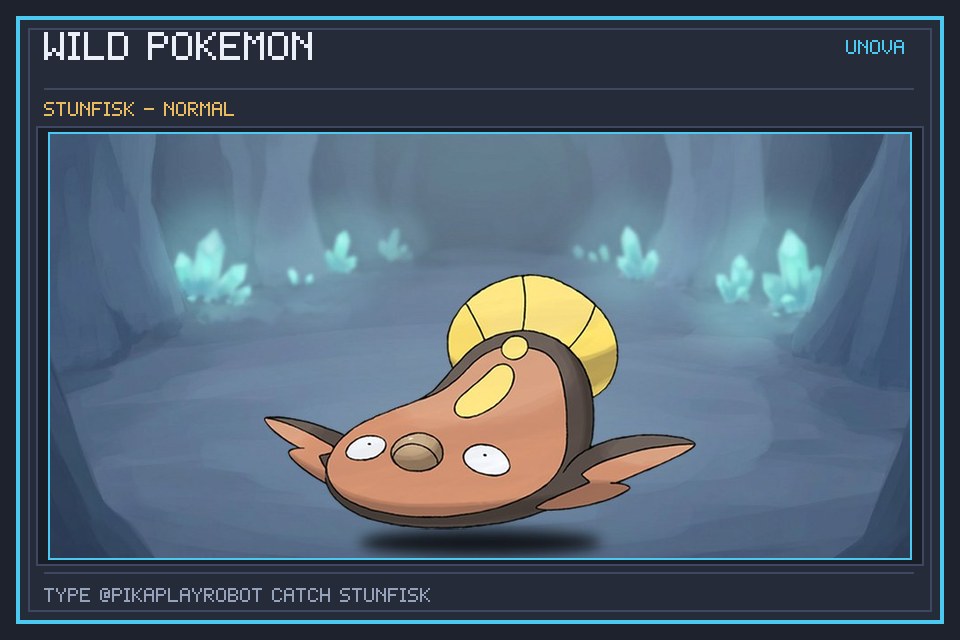 WILD POKEMON
UNOVA
STUNFISK - NORMAL
TYPE @PIKAPLAYROBOT CATCH STUNFISK